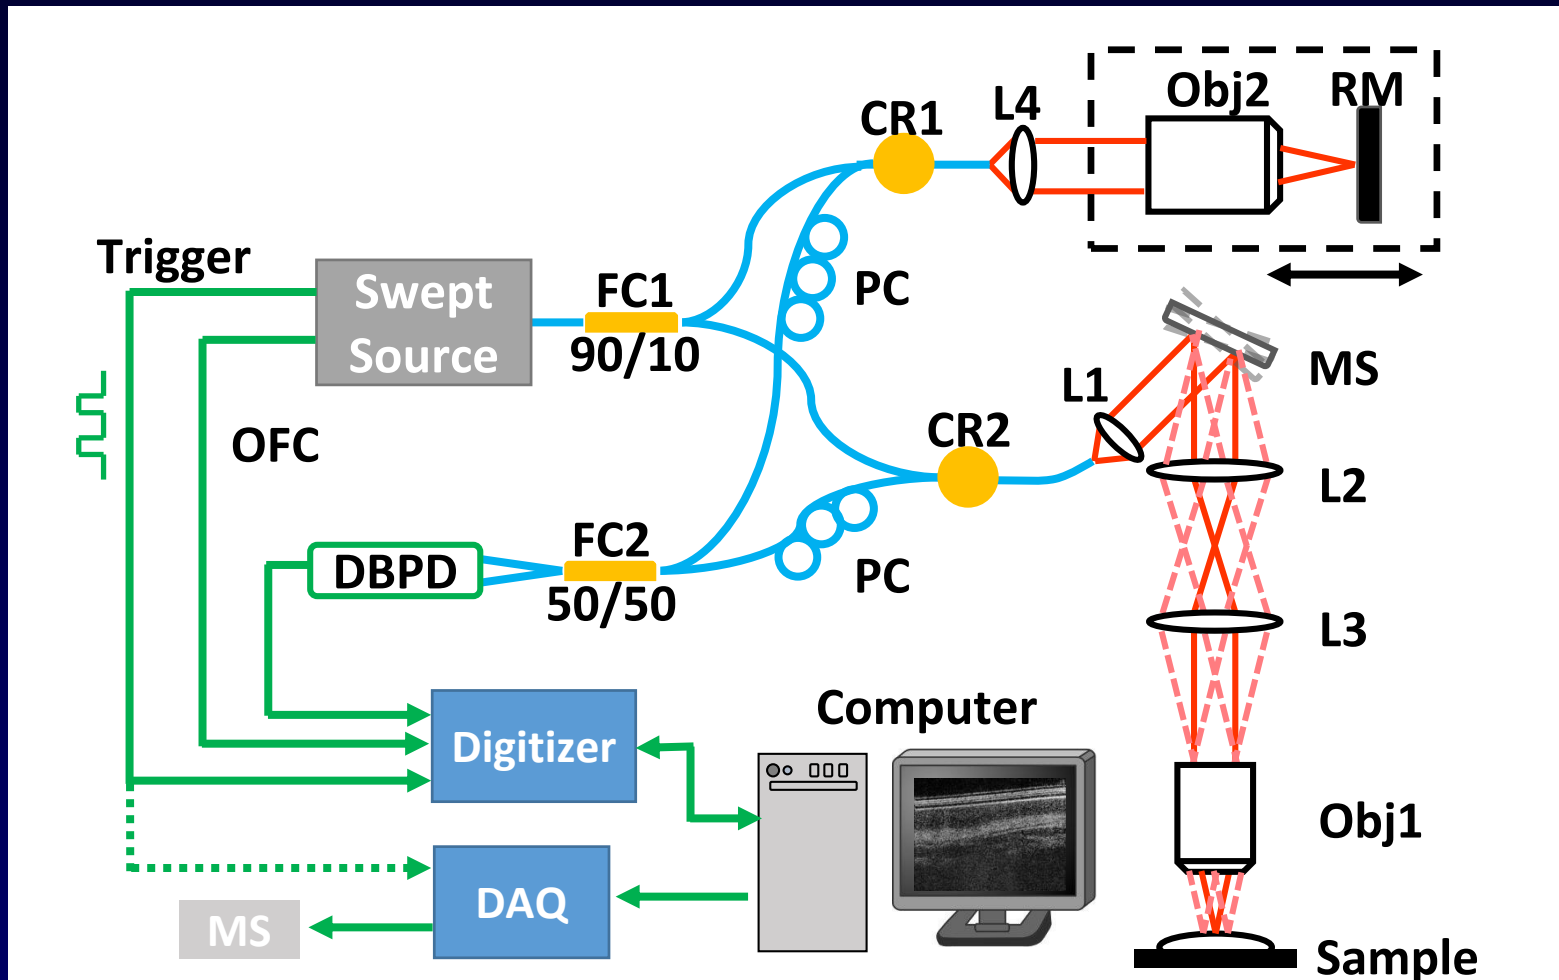 Obj2
RM
L4
CR1
Trigger
Swept
Source
FC1
90/10
PC
MS
L1
CR2
OFC
L2
FC2
50/50
DBPD
PC
L3
Computer
Digitizer
Obj1
DAQ
MS
Sample